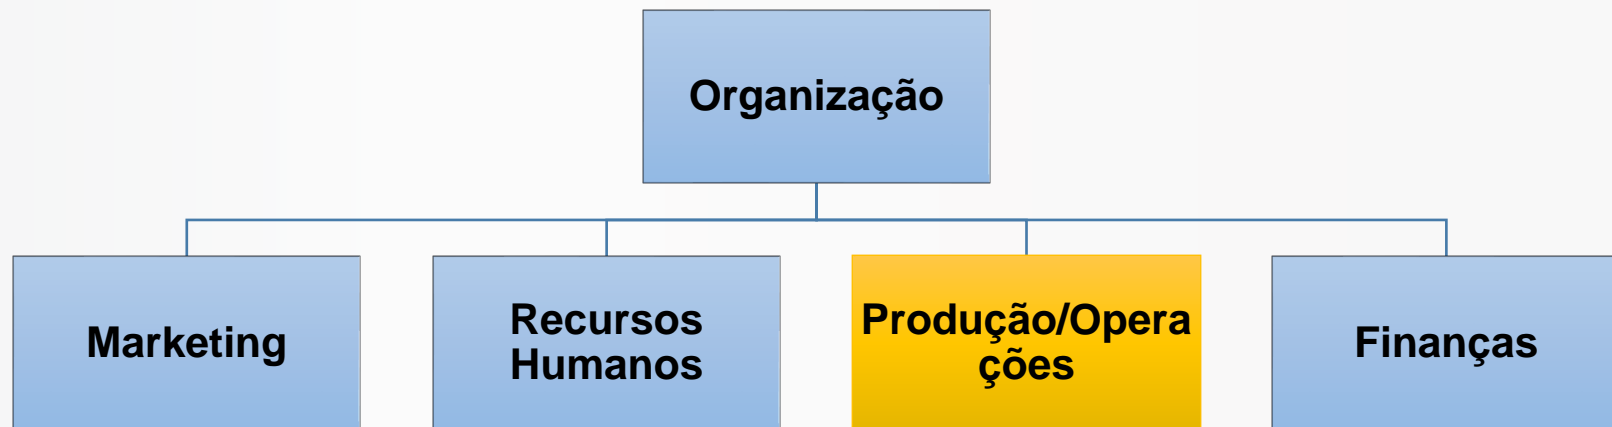 Organização
Marketing
Recursos
Humanos
Produção/Opera
ções
Finanças